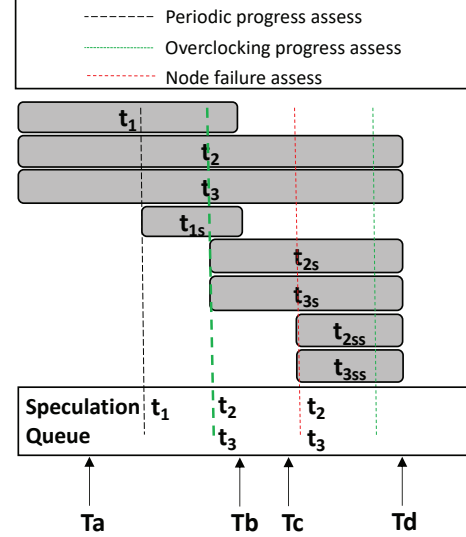 Periodic progress assess
Overclocking progress assess
Node failure assess
t1
t2
t3
t1s
t2s
t3s
t2ss
t3ss
Speculation t1 t2 t2
Queue t3 t3
Ta Tb Tc Td